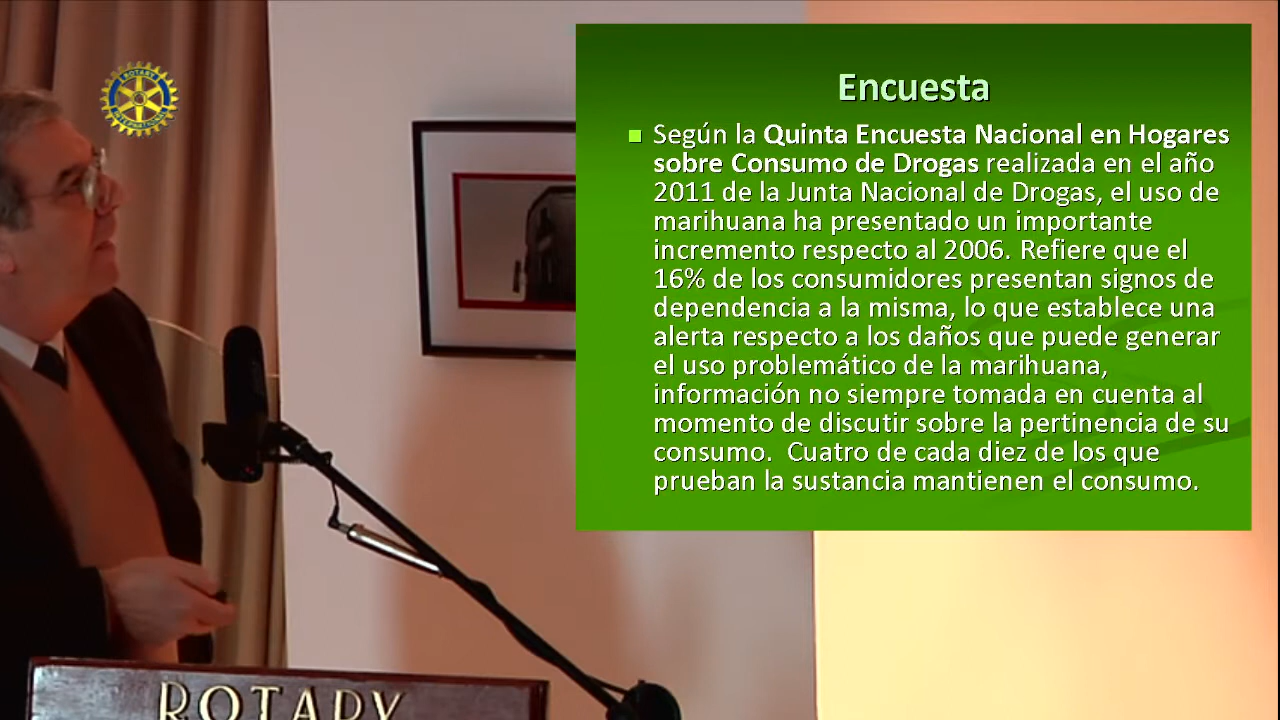 ROTARY
INTERNATIONAL
Encuesta
Según la Quinta Encuesta Nacional en Hogares
sobre Consumo de Drogas realizada en el año
2011 de la Junta Nacional de Drogas, el uso de
marihuana ha presentado un importante
incremento respecto al 2006. Refiere que el
16% de los consumidores presentan signos de
dependencia a la misma, lo que establece una
alerta respecto a los daños que puede generar
el uso problemático de la marihuana,
información no siempre tomada en cuenta al
momento de discutir sobre la pertinencia de su
consumo.  Cuatro de cada diez de los que
prueban la sustancia mantienen el consumo.
ROTARY